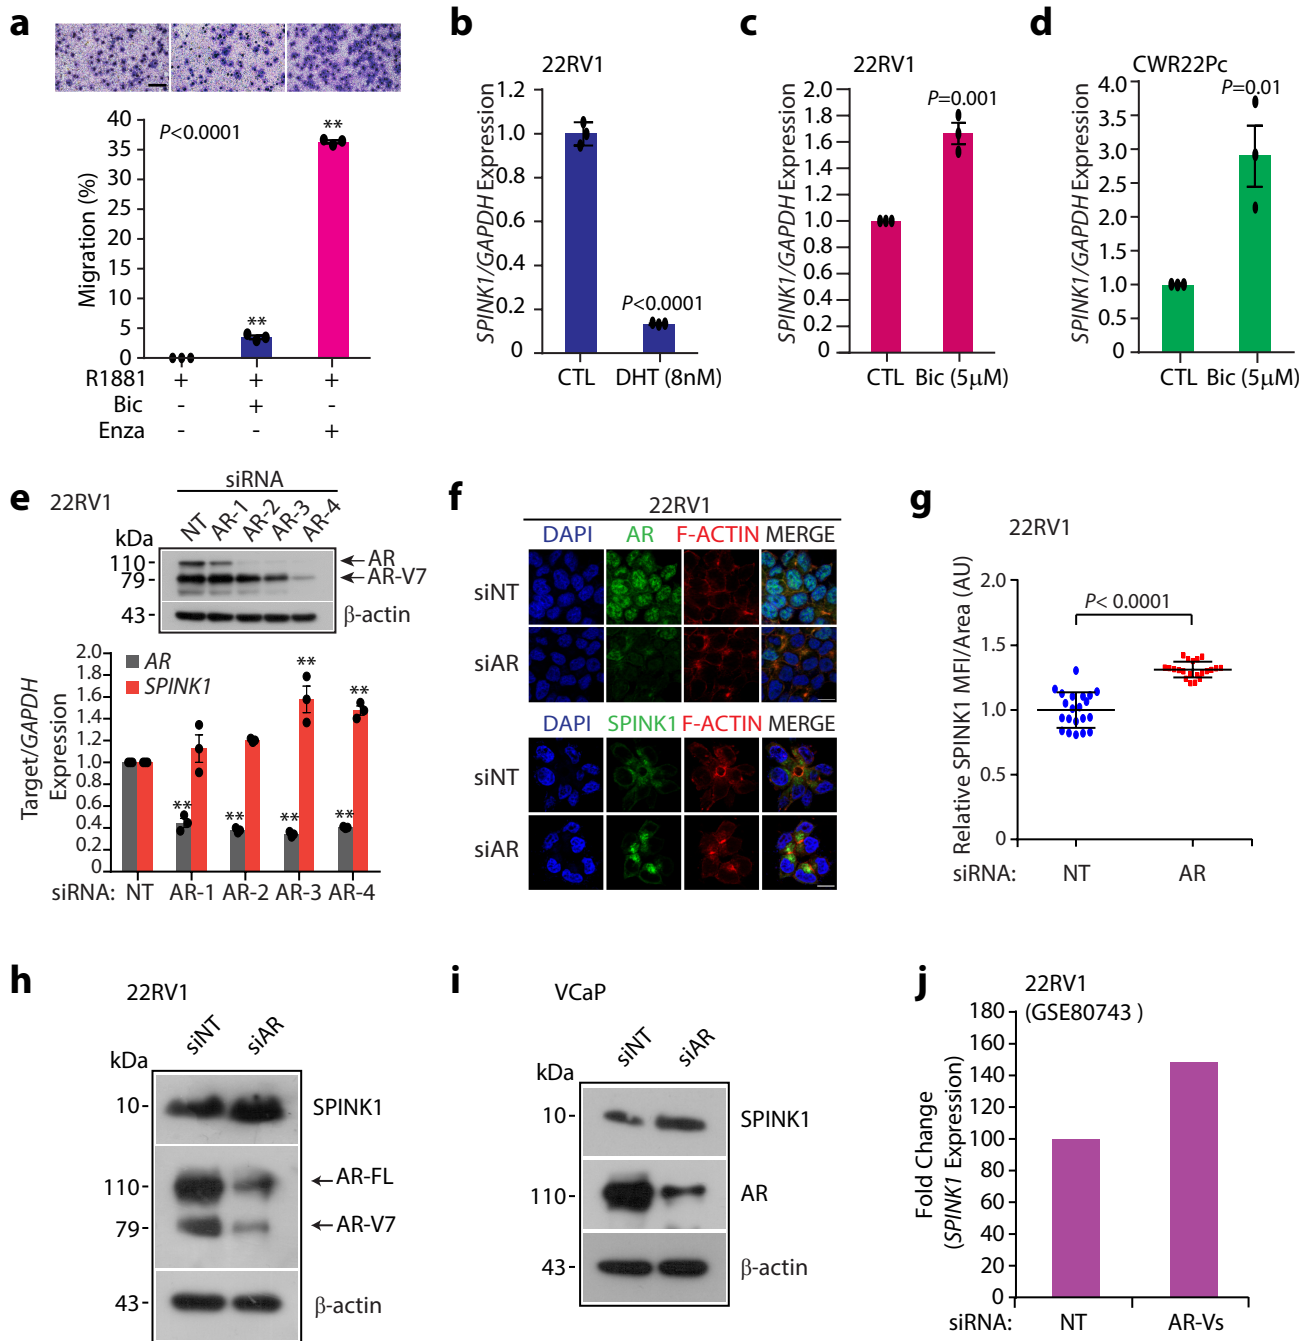 a
40
35
30
25
20
15
10
5
0
Migration (%)
P<0.0001
**
**
R1881 + + +
Bic - + -
Enza - - +
b
22RV1
SPINK1/GAPDH Expression
1.2
1.0
0.8
0.6
0.4
0.2
0
P<0.0001
CTL DHT (8nM)
c
22RV1
P=0.001
SPINK1/GAPDH Expression
2.0
1.8
1.6
1.4
1.2
1.0
0.8
0.6
0.4
0.2
0
CTL Bic (5μM)
d
CWR22Pc
P=0.01
SPINK1/GAPDH Expression
4.0
3.5
3.0
2.5
2.0
1.5
1.0
0.5
0
CTL Bic (5μM)
e
22RV1
siRNA
NT AR-1 AR-2 AR-3 AR-4
kDa
110
79
43
AR
AR-V7
β-actin
Target/GAPDH
Expression
2.0
1.8
1.6
1.4
1.2
1.0
0.8
0.6
0.4
0.2
0
AR
SPINK1
**
**
**
**
**
**
siRNA: NT AR-1 AR-2 AR-3 AR-4
f
22RV1
DAPI AR F-ACTIN MERGE
siNT
siAR
DAPI SPINK1 F-ACTIN MERGE
siNT
siAR
g
22RV1
Relative SPINK1 MFI/Area (AU)
2.0
1.5
1.0
0.5
0
P< 0.0001
siRNA: NT AR
h
22RV1
siNT siAR
kDa
10
110
79
43
SPINK1
AR-FL
AR-V7
β-actin
i
VCaP
siNT siAR
kDa
10
110
43
SPINK1
AR
β-actin
j
22RV1
(GSE80743 )
Fold Change
(SPINK1 Expression)
180
160
140
120
100
80
60
40
20
0
siRNA: NT AR-Vs